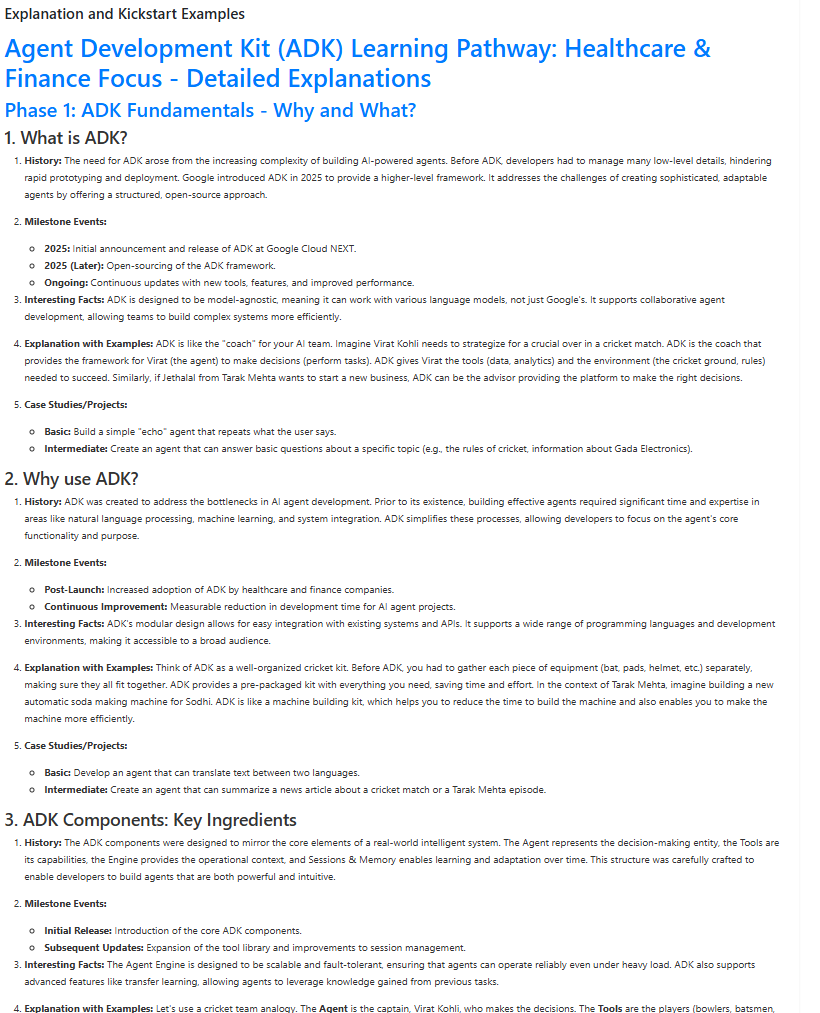 Explanation and Kickstart Examples
Agent Development Kit (ADK) Learning Pathway: Healthcare &
Finance Focus - Detailed Explanations
Phase 1: ADK Fundamentals - Why and What?
1. What is ADK?
1. History: The need for ADK arose from the increasing complexity of building AI-powered agents. Before ADK, developers had to manage many low-level details, hindering
rapid prototyping and deployment. Google introduced ADK in 2025 to provide a higher-level framework. It addresses the challenges of creating sophisticated, adaptable
agents by offering a structured, open-source approach.
2. Milestone Events:
2025: Initial announcement and release of ADK at Google Cloud NEXT.
2025 (Later): Open-sourcing of the ADK framework.
Ongoing: Continuous updates with new tools, features, and improved performance.
3. Interesting Facts: ADK is designed to be model-agnostic, meaning it can work with various language models, not just Google's. It supports collaborative agent
development, allowing teams to build complex systems more efficiently.
4. Explanation with Examples: ADK is like the "coach" for your AI team. Imagine Virat Kohli needs to strategize for a crucial over in a cricket match. ADK is the coach that
provides the framework for Virat (the agent) to make decisions (perform tasks). ADK gives Virat the tools (data, analytics) and the environment (the cricket ground, rules)
needed to succeed. Similarly, if Jethalal from Tarak Mehta wants to start a new business, ADK can be the advisor providing the platform to make the right decisions.
5. Case Studies/Projects:
Basic: Build a simple "echo" agent that repeats what the user says.
Intermediate: Create an agent that can answer basic questions about a specific topic (e.g., the rules of cricket, information about Gada Electronics).
2. Why use ADK?
1. History: ADK was created to address the bottlenecks in AI agent development. Prior to its existence, building effective agents required significant time and expertise in
areas like natural language processing, machine learning, and system integration. ADK simplifies these processes, allowing developers to focus on the agent's core
functionality and purpose.
2. Milestone Events:
Post-Launch: Increased adoption of ADK by healthcare and finance companies.
Continuous Improvement: Measurable reduction in development time for AI agent projects.
3. Interesting Facts: ADK's modular design allows for easy integration with existing systems and APIs. It supports a wide range of programming languages and development
environments, making it accessible to a broad audience.
4. Explanation with Examples: Think of ADK as a well-organized cricket kit. Before ADK, you had to gather each piece of equipment (bat, pads, helmet, etc.) separately,
making sure they all fit together. ADK provides a pre-packaged kit with everything you need, saving time and effort. In the context of Tarak Mehta, imagine building a new
automatic soda making machine for Sodhi. ADK is like a machine building kit, which helps you to reduce the time to build the machine and also enables you to make the
machine more efficiently.
5. Case Studies/Projects:
Basic: Develop an agent that can translate text between two languages.
Intermediate: Create an agent that can summarize a news article about a cricket match or a Tarak Mehta episode.
3. ADK Components: Key Ingredients
1. History: The ADK components were designed to mirror the core elements of a real-world intelligent system. The Agent represents the decision-making entity, the Tools are
its capabilities, the Engine provides the operational context, and Sessions & Memory enables learning and adaptation over time. This structure was carefully crafted to
enable developers to build agents that are both powerful and intuitive.
2. Milestone Events:
Initial Release: Introduction of the core ADK components.
Subsequent Updates: Expansion of the tool library and improvements to session management.
3. Interesting Facts: The Agent Engine is designed to be scalable and fault-tolerant, ensuring that agents can operate reliably even under heavy load. ADK also supports
advanced features like transfer learning, allowing agents to leverage knowledge gained from previous tasks.
4. Explanation with Examples: Let's use a cricket team analogy. The Agent is the captain, Virat Kohli, who makes the decisions. The Tools are the players (bowlers, batsmen,